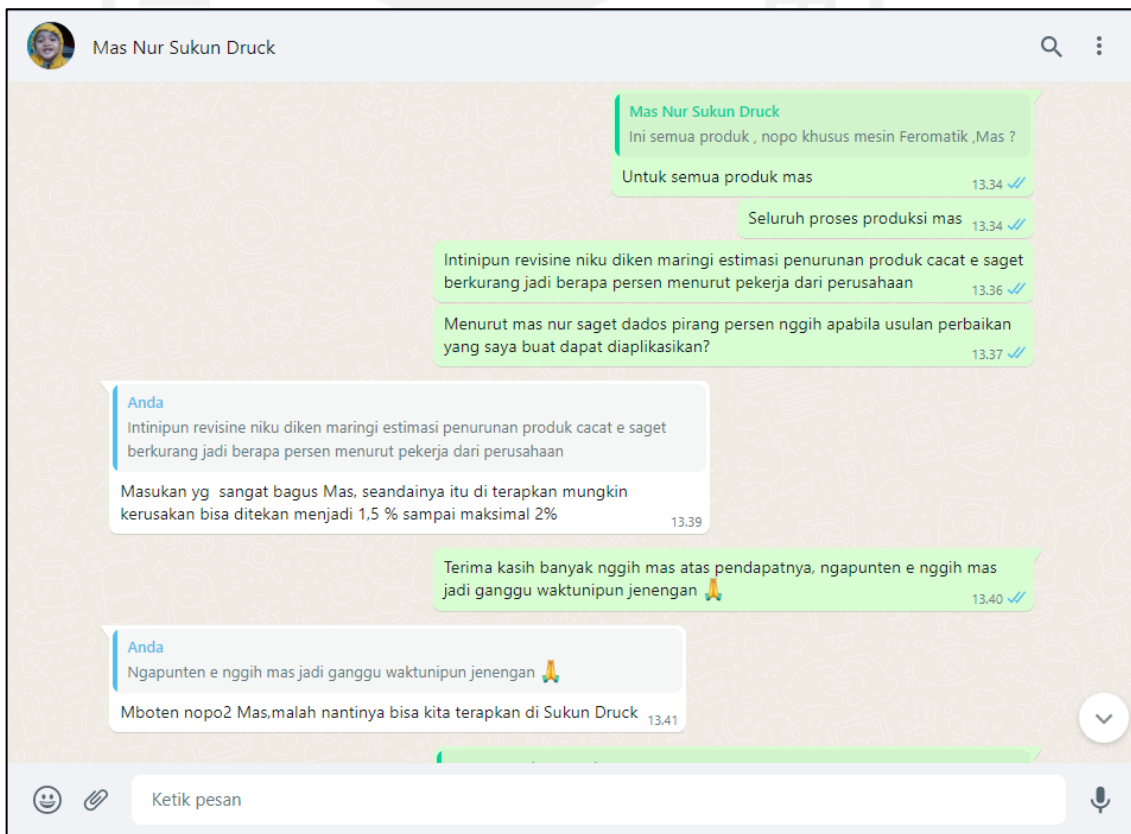 Mas Nur Sukun Druck
Mas Nur Sukun Druck
Ini semua produk , nopo khusus mesin Feromatik ,Mas ?
Untuk semua produk mas
13.34
Seluruh proses produksi mas 13.34
Intinipun revisine niku diken maringi estimasi penurunan produk cacat e saget
berkurang jadi berapa persen menurut pekerja dari perusahaan
13.36
Menurut mas nur saget dados pirang persen nggih apabila usulan perbaikan
yang saya buat dapat diaplikasikan?
13.37
Anda
Intinipun revisine niku diken maringi estimasi penurunan produk cacat e saget
berkurang jadi berapa persen menurut pekerja dari perusahaan
Masukan yg  sangat bagus Mas, seandainya itu di terapkan mungkin
kerusakan bisa ditekan menjadi 1,5 % sampai maksimal 2%
13.39
Terima kasih banyak nggih mas atas pendapatnya, ngapunten e nggih mas
jadi ganggu waktunipun jenengan 🙏
13.40
Anda
Ngapunten e nggih mas jadi ganggu waktunipun jenengan 🙏
Mboten nopo2 Mas,malah nantinya bisa kita terapkan di Sukun Druck 13.41
Ketik pesan